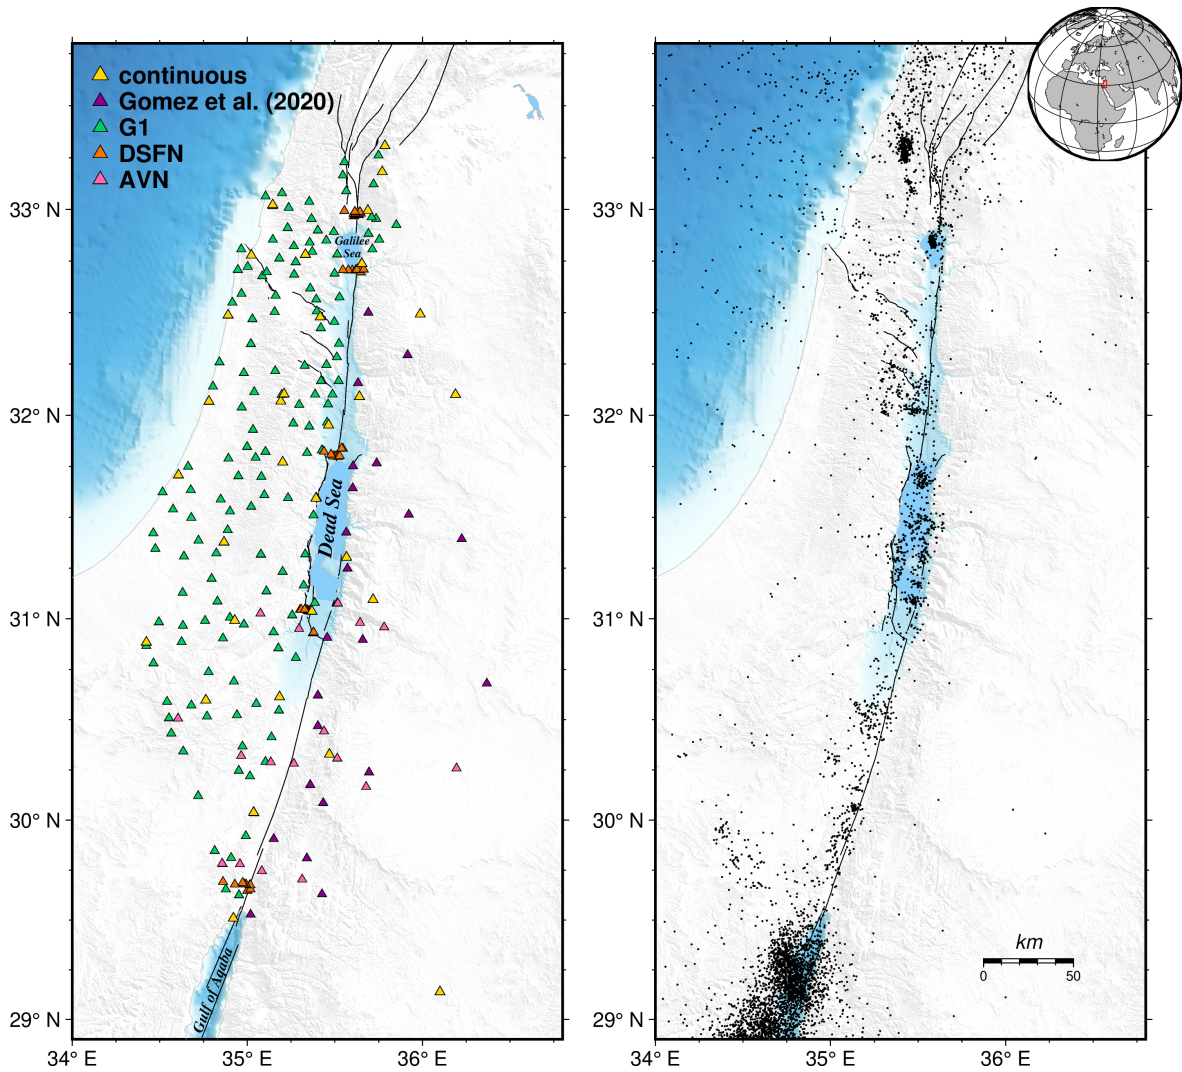 continuous
Gomez et al. (2020)
G1
DSFN
AVN
Galilee
Sea
Dead Sea
Gulf of Aqaba
33° N
32° N
31° N
30° N
29° N
34° E
35° E
36° E
33° N
32° N
31° N
30° N
29° N
km
0
50
34° E
35° E
36° E